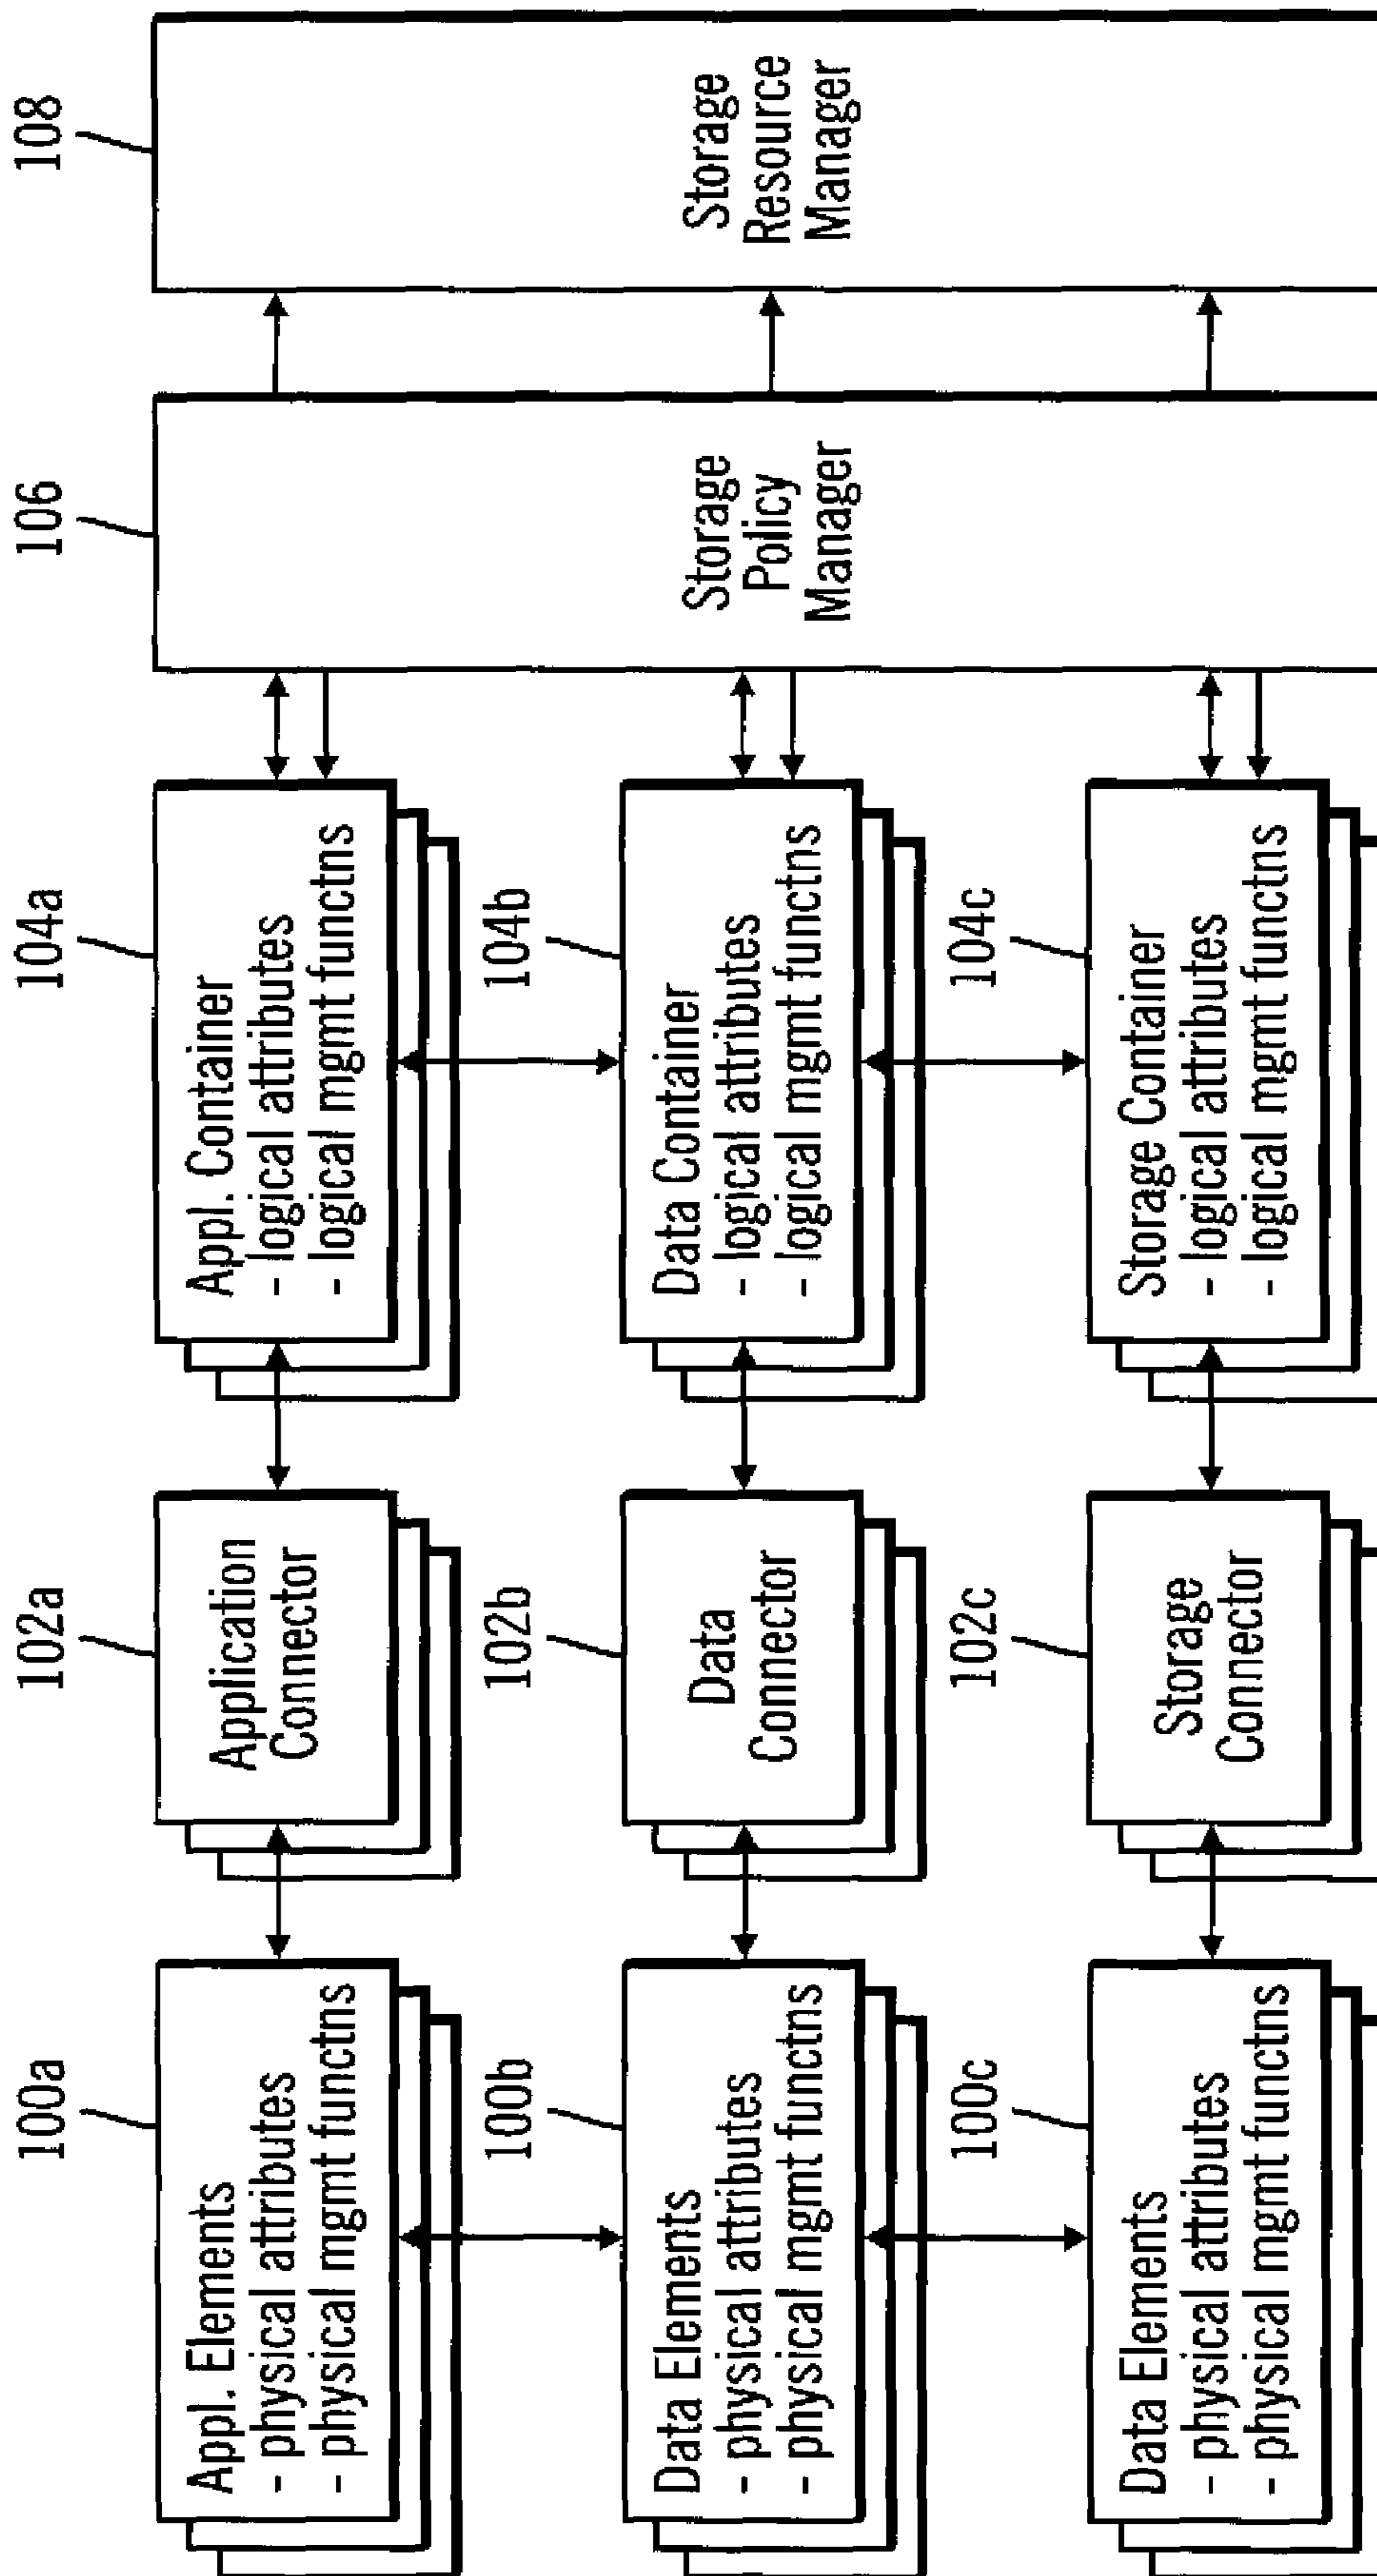 100a
Appl. Elements
- physical attributes
- physical mgmt functns
102a
Application
Connector
104a
Appl. Container
- logical attributes
- logical mgmt functns
106
Storage
Policy
Manager
108
Storage
Resource
Manager
100b
Data Elements
- physical attributes
- physical mgmt functns
102b
Data
Connector
104b
Data Container
- logical attributes
- logical mgmt functns
100c
Data Elements
- physical attributes
- physical mgmt functns
102c
Storage
Connector
104c
Storage Container
- logical attributes
- logical mgmt functns